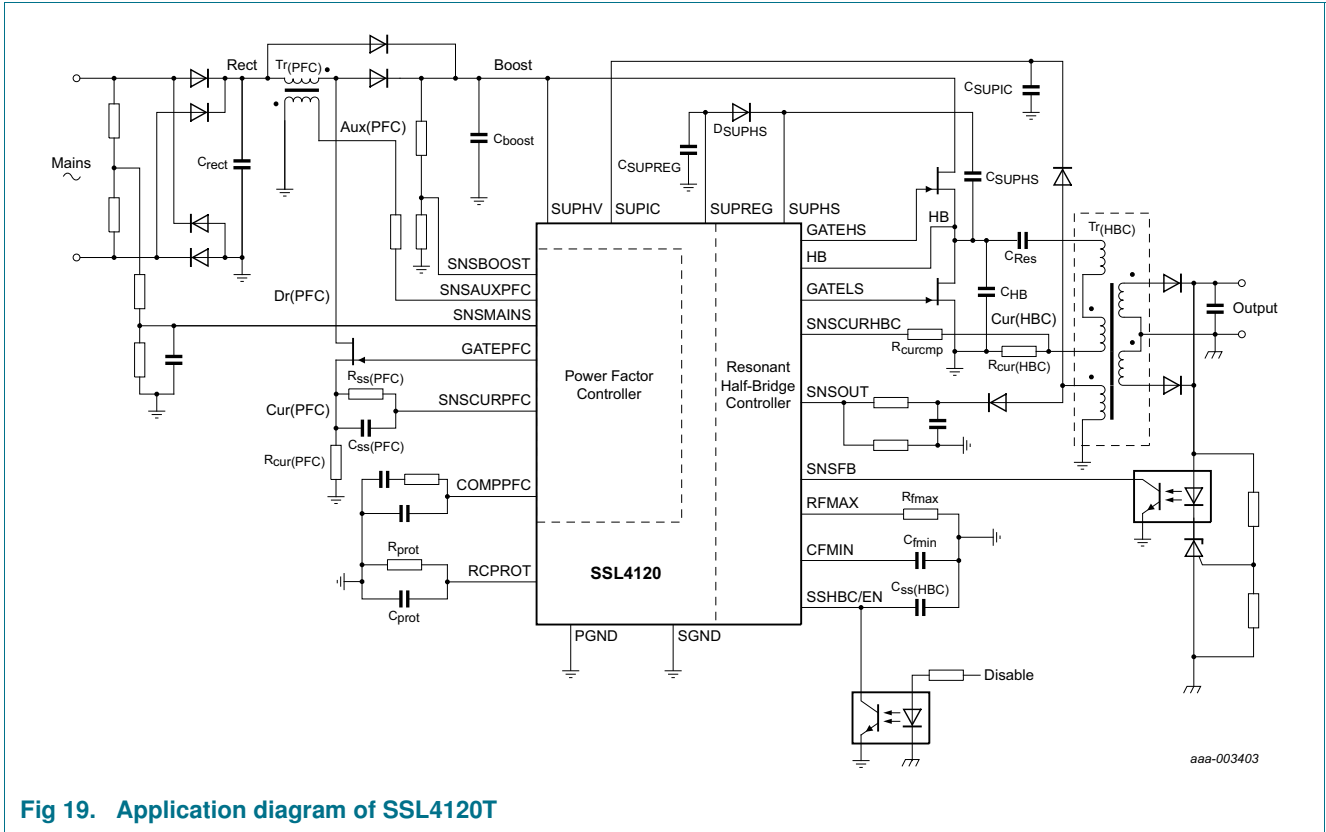 Rect
Tr(PFC)
Boost
CSUPIC
Aux(PFC)
DSUPHS
Mains
Crect
Cboost
CSUPREG
CSUPHS
SUPHV
SUPIC
SUPREG
SUPHS
GATEHS
HB
HB
Tr(HBC)
CRes
SNSBOOST
SNSAUXPFC
SNSMAINS
GATEPFC
SNSCURPFC
COMPPFC
RCPROT
Dr(PFC)
Rss(PFC)
Cur(PFC)
Css(PFC)
Rcur(PFC)
Rprot
Cprot
Power Factor
Controller
Resonant
Half-Bridge
Controller
SSL4120
GATELS
CHB
Cur(HBC)
SNSCURHBC
Rcurcmp
Rcur(HBC)
Output
SNSOUT
SNSFB
RFMAX
Rfmax
CFMIN
Cfmin
SSHBC/EN
Css(HBC)
PGND
SGND
Disable
aaa-003403
Fig 19. Application diagram of SSL4120T